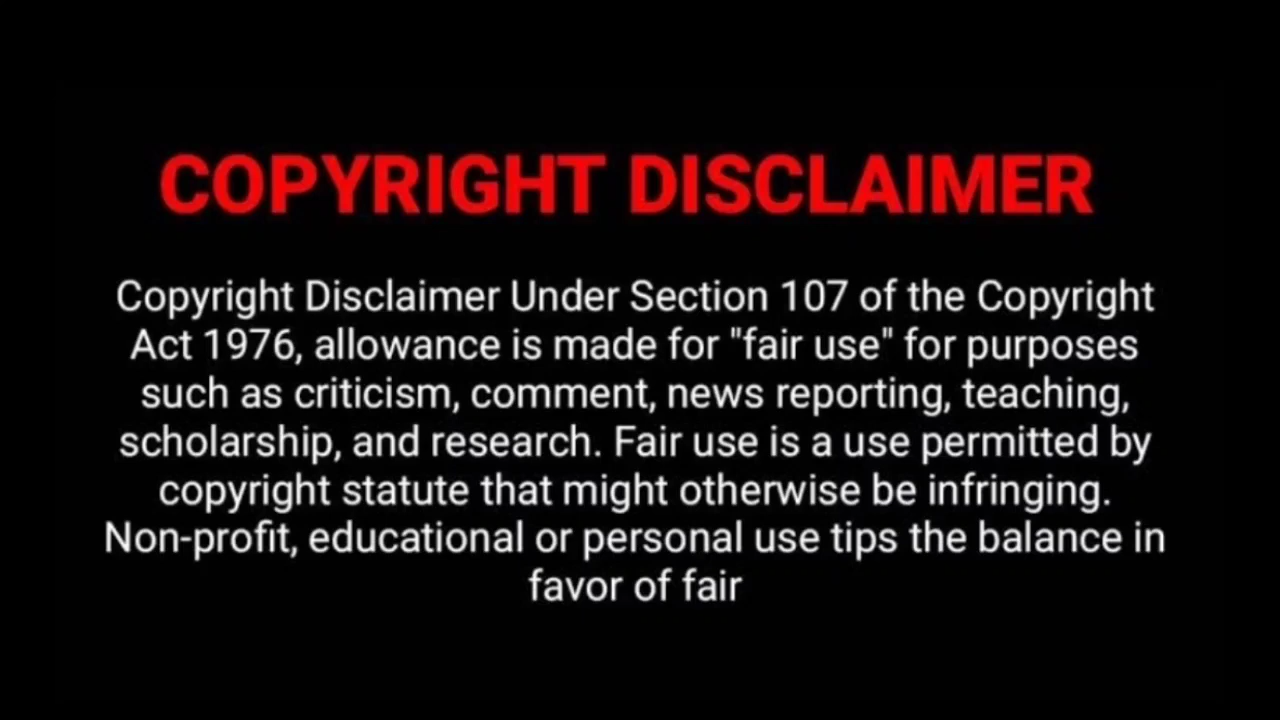 COPYRIGHT DISCLAIMER
Copyright Disclaimer Under Section 107 of the Copyright
Act 1976, allowance is made for "fair use" for purposes
such as criticism, comment, news reporting, teaching,
scholarship, and research. Fair use is a use permitted by
copyright statute that might otherwise be infringing.
Non-profit, educational or personal use tips the balance in
favor of fair